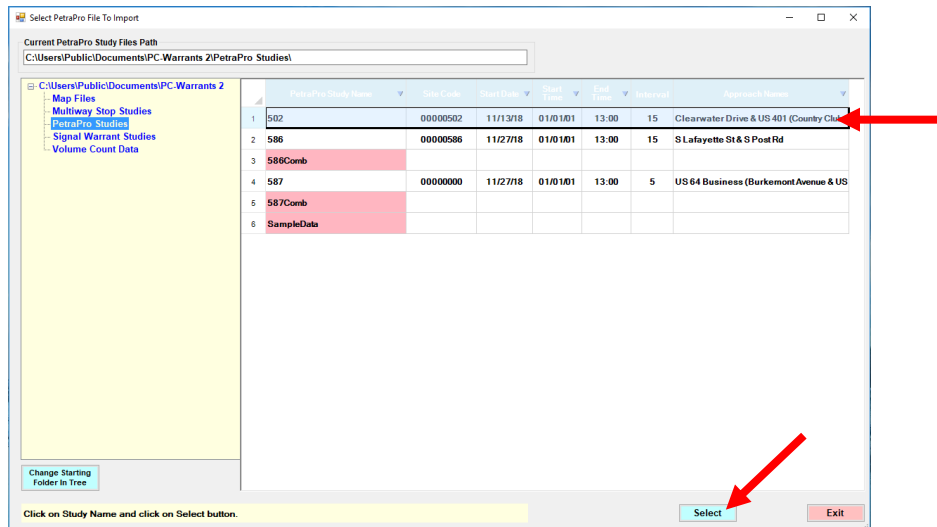 Select PetraPro File To Import
Current PetraPro Study Files Path
C:\Users\Public\Documents\PC-Warrants 2\PetraPro Studies\
C:\Users\Public\Documents\PC-Warrants 2
Map Files
Multiway Stop Studies
PetraPro Studies
Signal Warrant Studies
Volume Count Data
PetraPro Study Name Site Code Start Date Start Time End Time Interval Approach Names
1 502 00000502 11/13/18 01/01/01 13:00 15 Clearwater Drive & US 401 (Country Club
2 586 00000586 11/27/18 01/01/01 13:00 15 S Lafayette St & S Post Rd
3 586Comb
4 587 00000000 11/27/18 01/01/01 13:00 5 US 64 Business (Burkemont Avenue & US
5 587Comb
6 SampleData
Change Starting
Folder In Tree
Click on Study Name and click on Select button.
Select
Exit